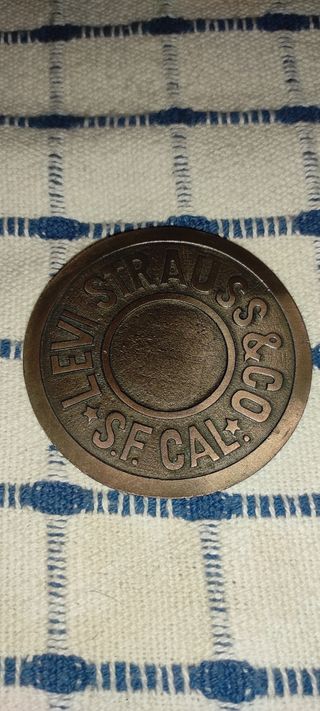 LEVI STRAUSS & CO
★ S.F. CAL. ★